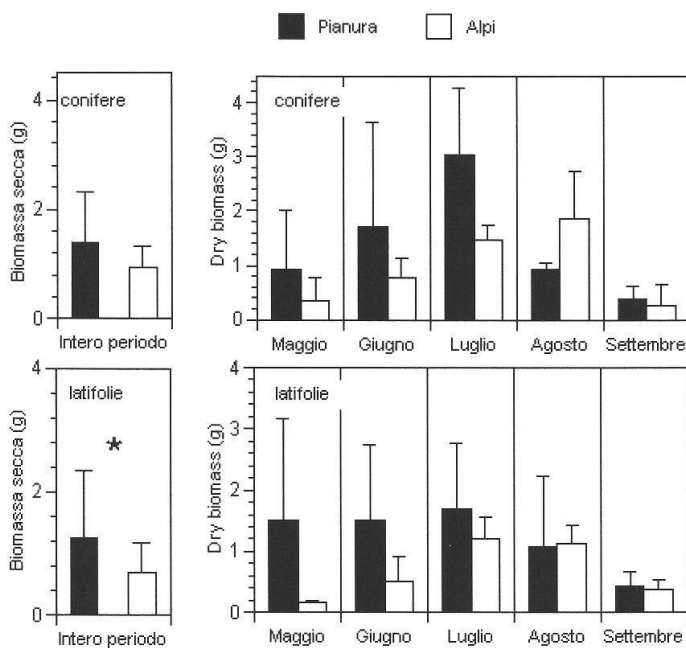 Pianura Alpi
conifere
Biomassa secca (g)
4
2
0
Intero periodo
conifere
Dry biomass (g)
4
3
2
1
0
Maggio Giugno Luglio Agosto Settembre
latifolie
*
Biomassa secca (g)
4
2
0
Intero periodo
latifolie
Dry biomass (g)
4
3
2
1
0
Maggio Giugno Luglio Agosto Settembre